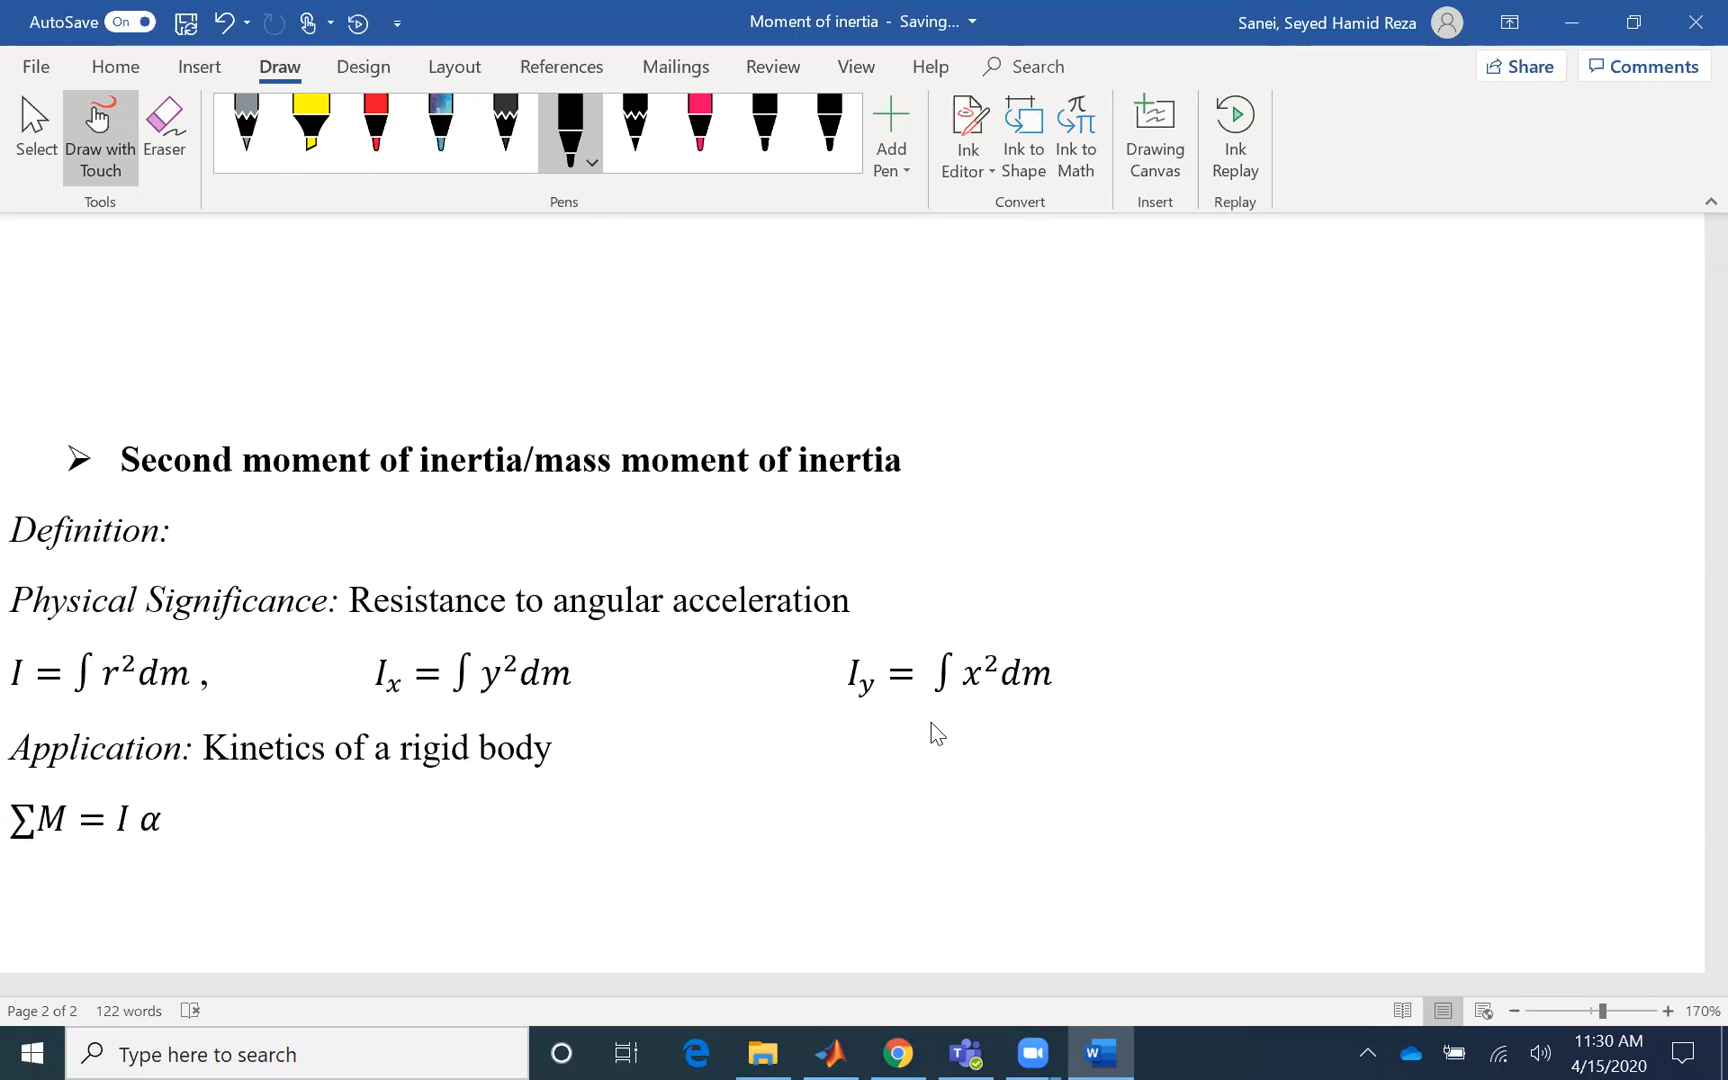 AutoSave On Moment of inertia - Saving... Sanei, Seyed Hamid Reza
File Home Insert Draw Design Layout References Mailings Review View Help Search Share Comments
Select Draw with Touch Eraser Add Pen Ink Editor Ink to Shape Ink to Math Drawing Canvas Ink Replay
Tools Pens Convert Insert Replay
➢ Second moment of inertia/mass moment of inertia
Definition:
Physical Significance: Resistance to angular acceleration
I = ∫ r²dm , Iₓ = ∫ y²dm I_y = ∫ x²dm
Application: Kinetics of a rigid body
∑M = I α
Page 2 of 2 122 words 170%
Type here to search 11:30 AM
4/15/2020